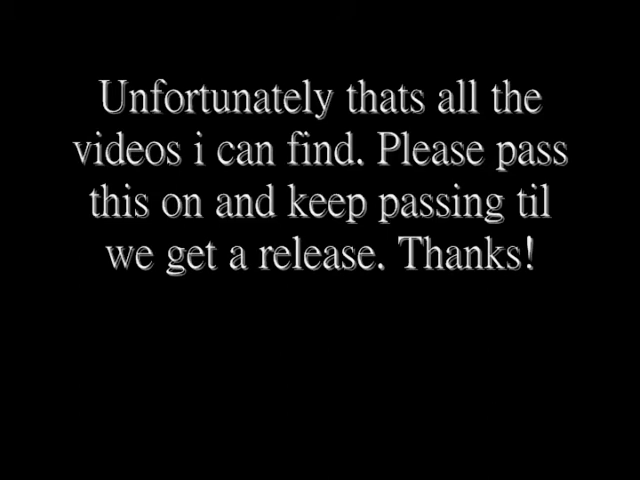 Unfortunately thats all the
videos i can find. Please pass
this on and keep passing til
we get a release. Thanks!